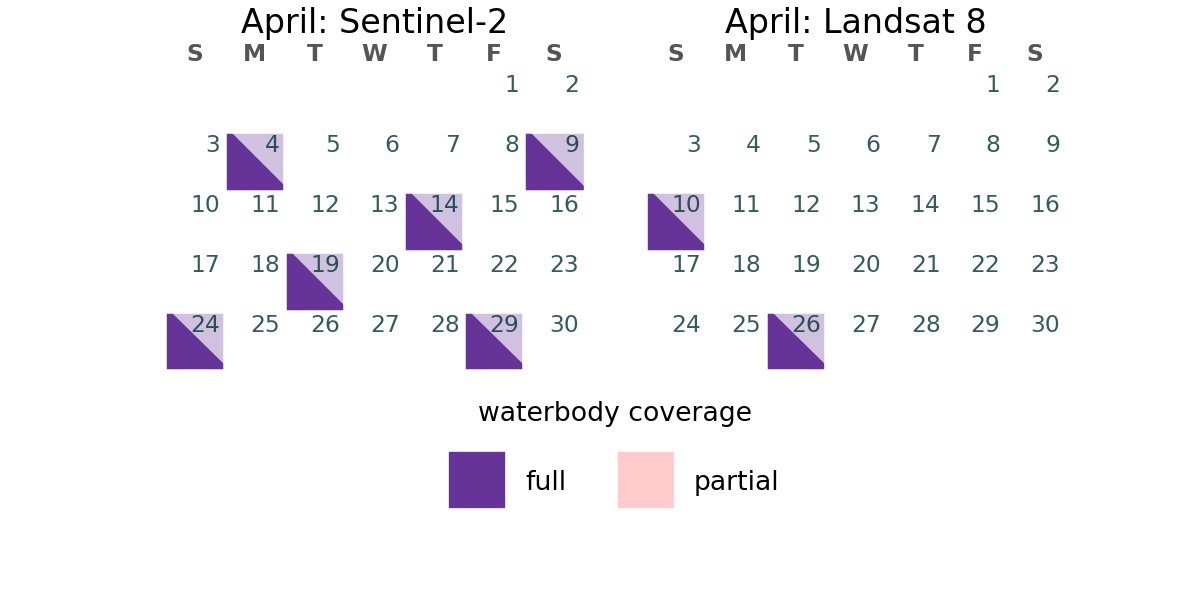 April: Sentinel-2
S M T W T F S
1 2
3 4 5 6 7 8 9
10 11 12 13 14 15 16
17 18 19 20 21 22 23
24 25 26 27 28 29 30
April: Landsat 8
S M T W T F S
1 2
3 4 5 6 7 8 9
10 11 12 13 14 15 16
17 18 19 20 21 22 23
24 25 26 27 28 29 30
waterbody coverage
full partial